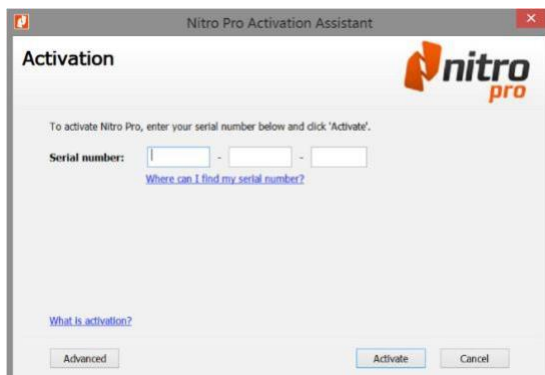 Nitro Pro Activation Assistant
Activation
nitro
pro
To activate Nitro Pro, enter your serial number below and click 'Activate'.
Serial number: - -
Where can I find my serial number?
What is activation?
Advanced Activate Cancel